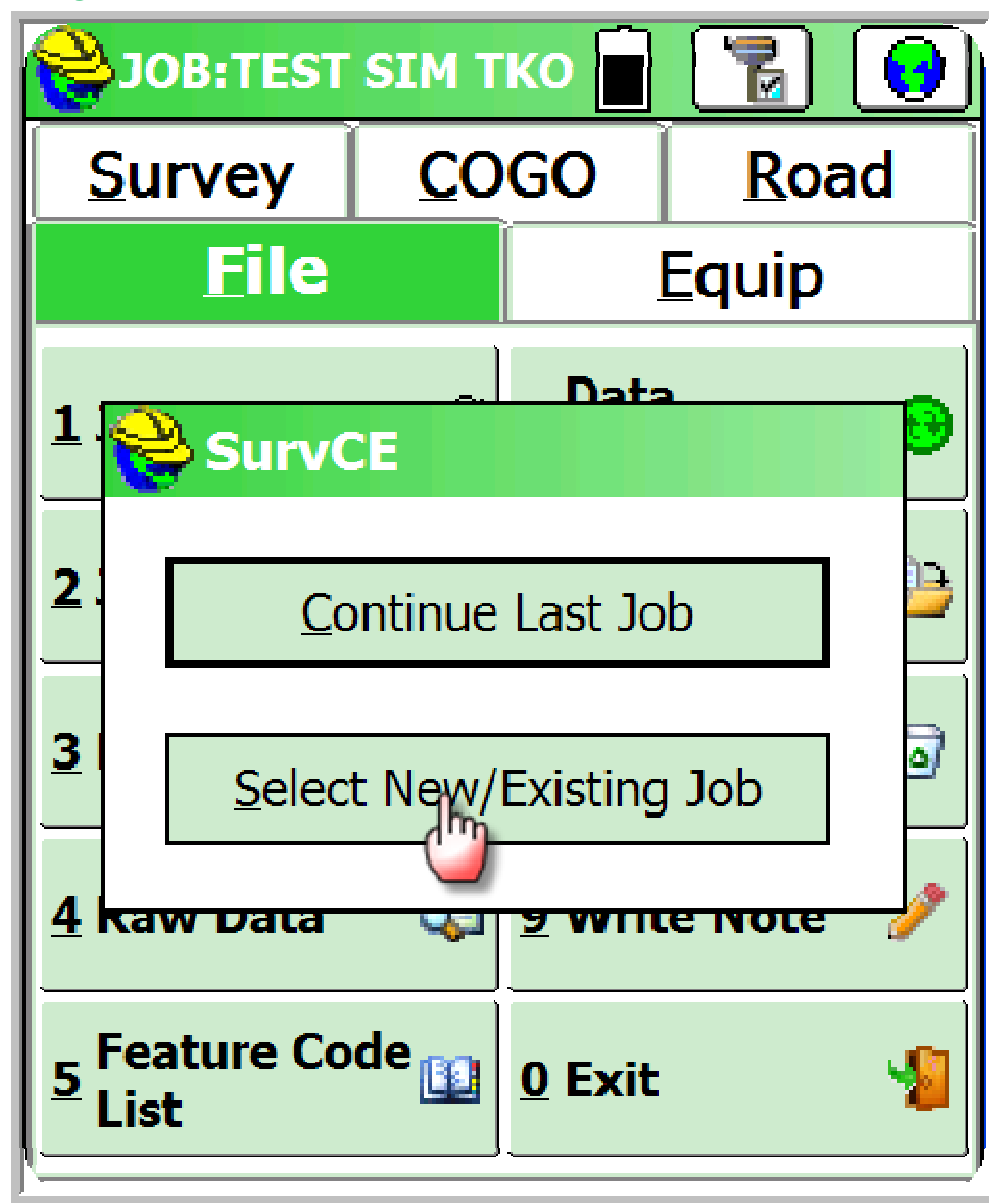 JOB:TEST SIM TKO
Survey COGO Road
File Equip
1 Data
SurvCE
2
Continue Last Job
3
Select New/Existing Job
4 Raw Data 9 Write Note
5 Feature Code List 0 Exit